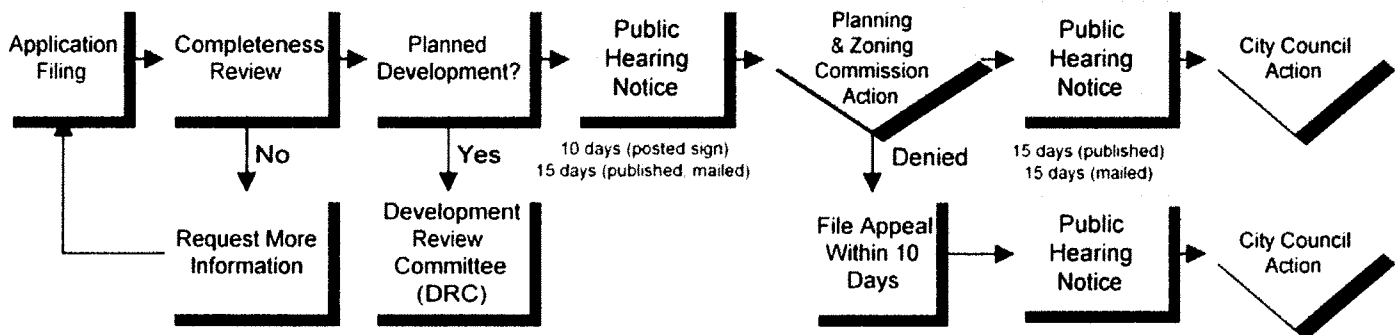 Application
Filing
Completeness
Review
Planned
Development?
Public
Hearing
Notice
Planning
& Zoning
Commission
Action
Public
Hearing
Notice
City Council
Action
No
Yes
10 days (posted sign)
15 days (published, mailed)
Denied
15 days (published)
15 days (mailed)
Request More
Information
Development
Review
Committee
(DRC)
File Appeal
Within 10
Days
Public
Hearing
Notice
City Council
Action